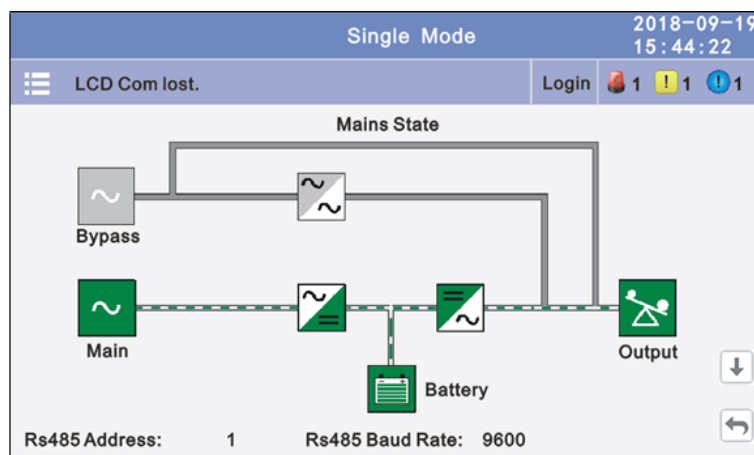 Single Mode
2018-09-19
15:44:22
LCD Com lost.
Login
1
! 1
! 1
Mains State
Bypass
Main
Output
Battery
Rs485 Address: 1
Rs485 Baud Rate: 9600